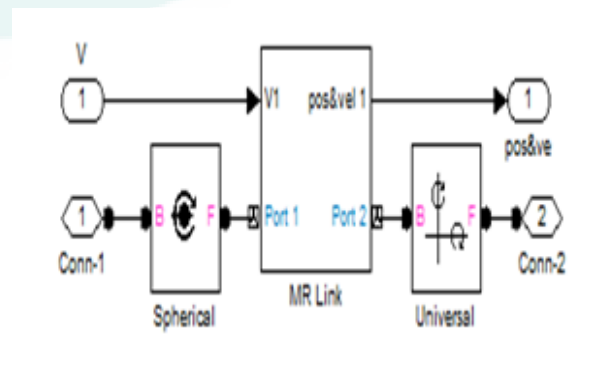 V
1
V1
pos&vel 1
1
pos&ve
1
B
F
Port 1
Port 2
B
F
2
Conn-1
Conn-2
MR Link
Spherical
Universal